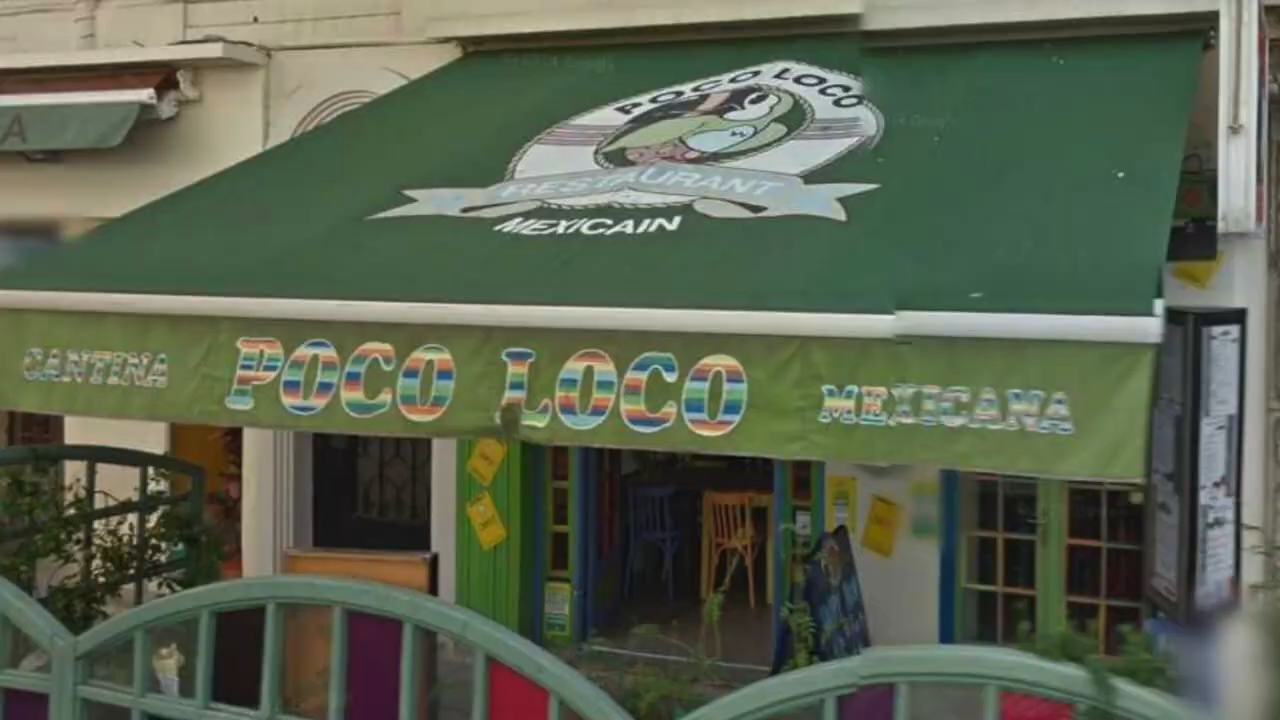 POCO LOCO
RESTAURANT
MEXICAIN
CANTINA POCO LOCO MEXICANA
A